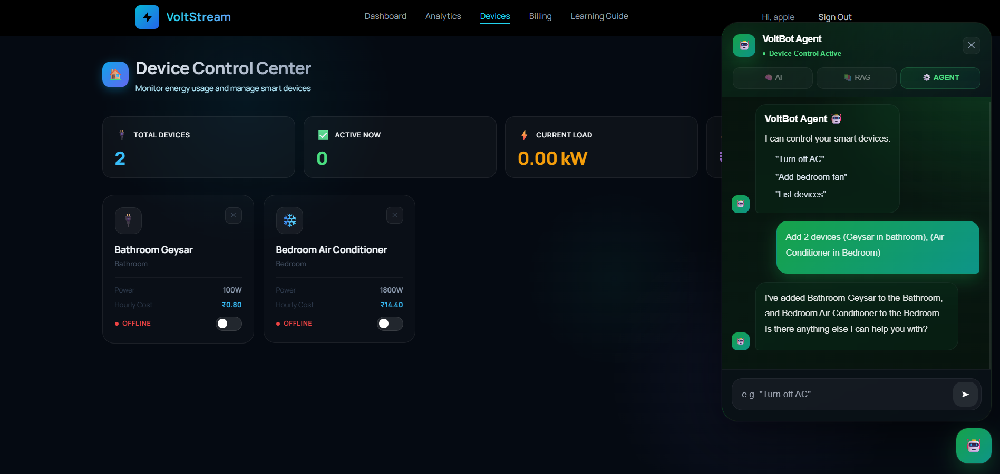 VoltStream
Dashboard
Analytics
Devices
Billing
Learning Guide
Hi, apple
Sign Out
Device Control Center
Monitor energy usage and manage smart devices
TOTAL DEVICES
2
ACTIVE NOW
0
CURRENT LOAD
0.00 kW
Bathroom Geysar
Bathroom
Power
100W
Hourly Cost
₹0.80
OFFLINE
Bedroom Air Conditioner
Bedroom
Power
1800W
Hourly Cost
₹14.40
OFFLINE
VoltBot Agent
Device Control Active
AI
RAG
AGENT
VoltBot Agent
I can control your smart devices.
"Turn off AC"
"Add bedroom fan"
"List devices"
Add 2 devices (Geysar in bathroom), (Air
Conditioner in Bedroom)
I've added Bathroom Geysar to the Bathroom,
and Bedroom Air Conditioner to the Bedroom.
Is there anything else I can help you with?
e.g. "Turn off AC"